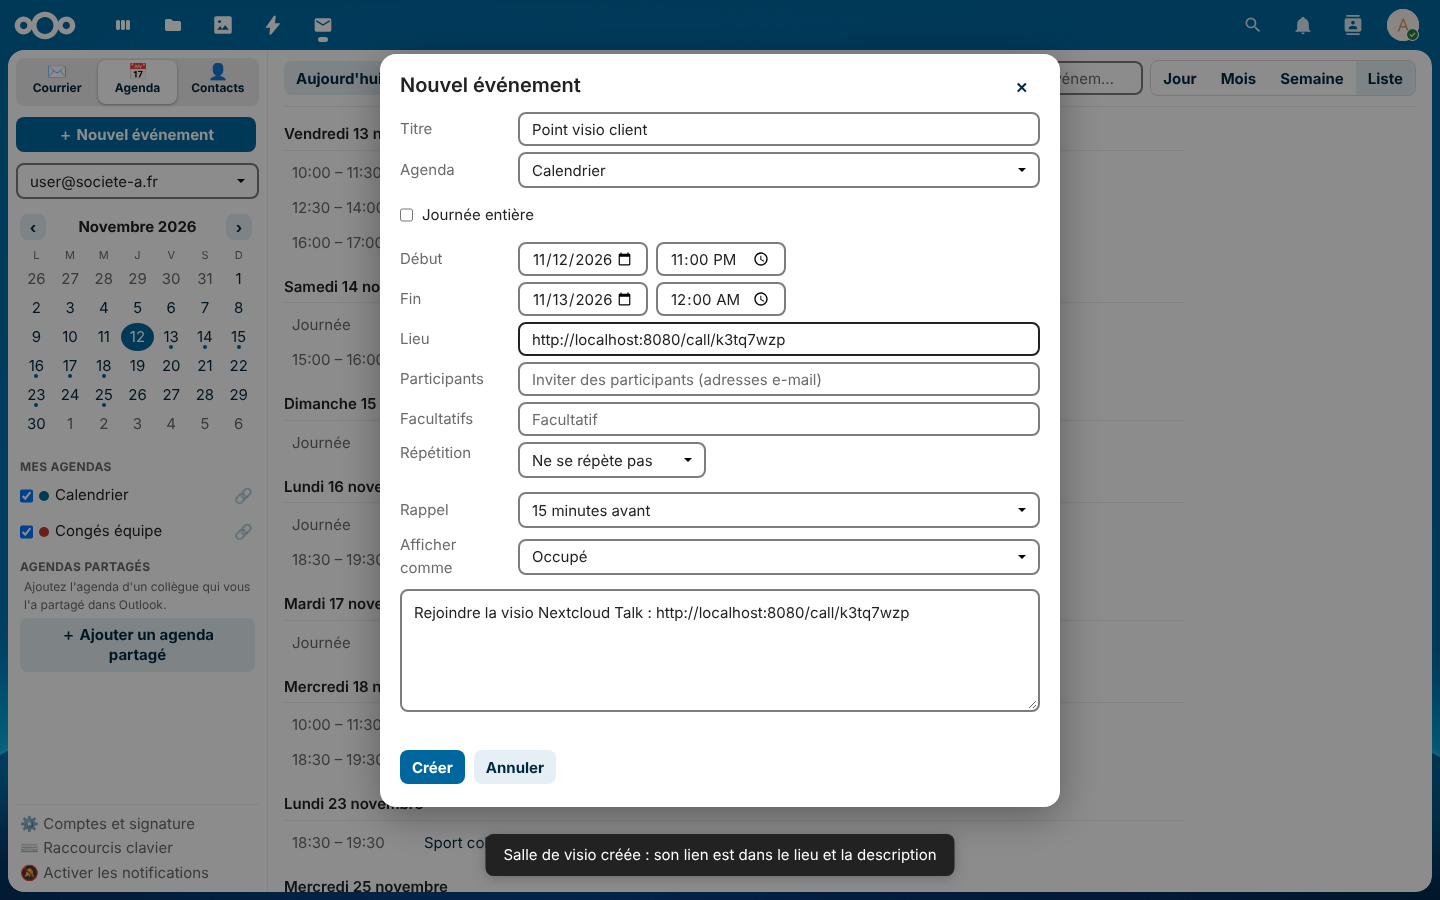 Courrier
Agenda
Contacts
+ Nouvel événement
user@societe-a.fr
‹ Novembre 2026 ›
L M M J V S D
26 27 28 29 30 31 1
2 3 4 5 6 7 8
9 10 11 12 13 14 15
16 17 18 19 20 21 22
23 24 25 26 27 28 29
30 1 2 3 4 5 6
MES AGENDAS
Calendrier
Congés équipe
AGENDAS PARTAGÉS
Ajoutez l'agenda d'un collègue qui vous
l'a partagé dans Outlook.
+ Ajouter un agenda
partagé
Comptes et signature
Raccourcis clavier
Activer les notifications
A
Aujourd'hui
Jour
Mois
Semaine
Liste
Vendredi 13
10:00 – 11:30
12:30 – 14:00
16:00 – 17:00
Samedi 14
Journée
15:00 – 16:00
Dimanche 15
Journée
Lundi 16
Journée
18:30 – 19:30
Mardi 17
Journée
Mercredi 18
10:00 – 11:30
18:30 – 19:30
Lundi 23 novembre
18:30 – 19:30 Sport
Mercredi 25 novembre
Nouvel événement
×
Titre
Point visio client
Agenda
Calendrier
Journée entière
Début
11/12/2026 11:00 PM
Fin
11/13/2026 12:00 AM
Lieu
http://localhost:8080/call/k3tq7wzp
Participants
Inviter des participants (adresses e-mail)
Facultatifs
Facultatif
Répétition
Ne se répète pas
Rappel
15 minutes avant
Afficher
comme
Occupé
Rejoindre la visio Nextcloud Talk : http://localhost:8080/call/k3tq7wzp
Créer
Annuler
Salle de visio créée : son lien est dans le lieu et la description